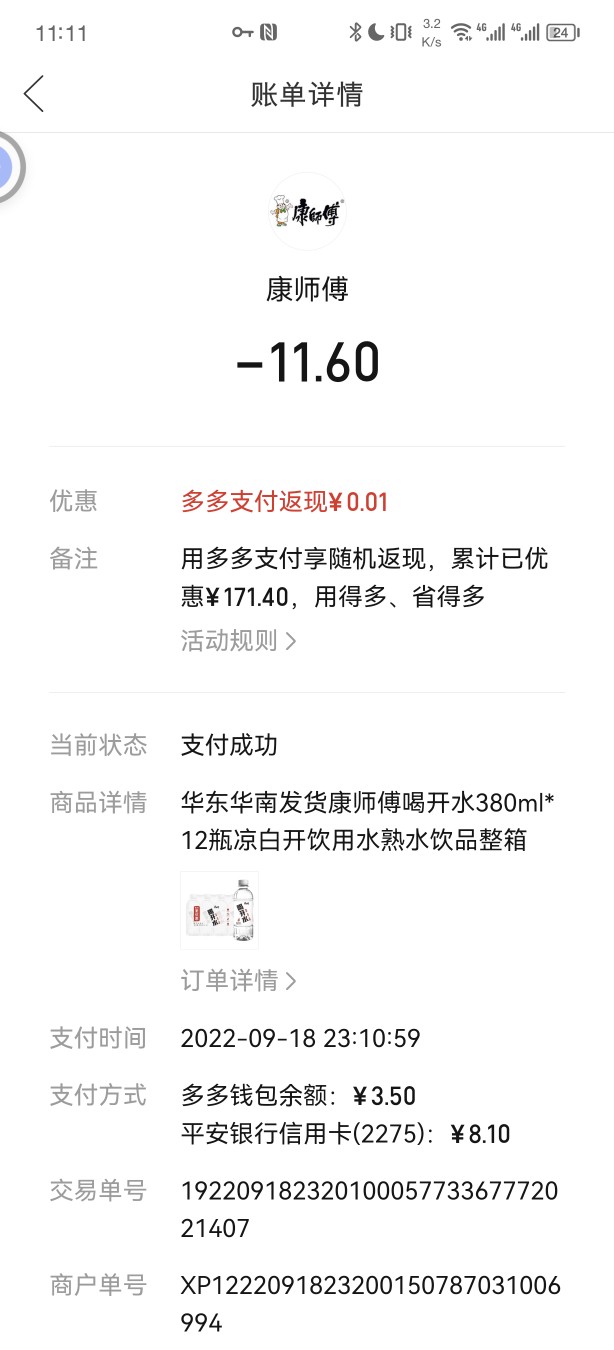 11:11
3.2
K/s
4G
4G
24
账单详情
康師傅
康师傅
-11.60
优惠
多多支付返现¥0.01
备注
用多多支付享随机返现，累计已优
惠¥171.40，用得多、省得多
活动规则
当前状态
支付成功
商品详情
华东华南发货康师傅喝开水380ml*
12瓶凉白开饮用水熟水饮品整箱
订单详情
支付时间
2022-09-18 23:10:59
支付方式
多多钱包余额：¥3.50
平安银行信用卡(2275)：¥8.10
交易单号
192209182320100057733677720
21407
商户单号
XP1222091823200150787031006
994